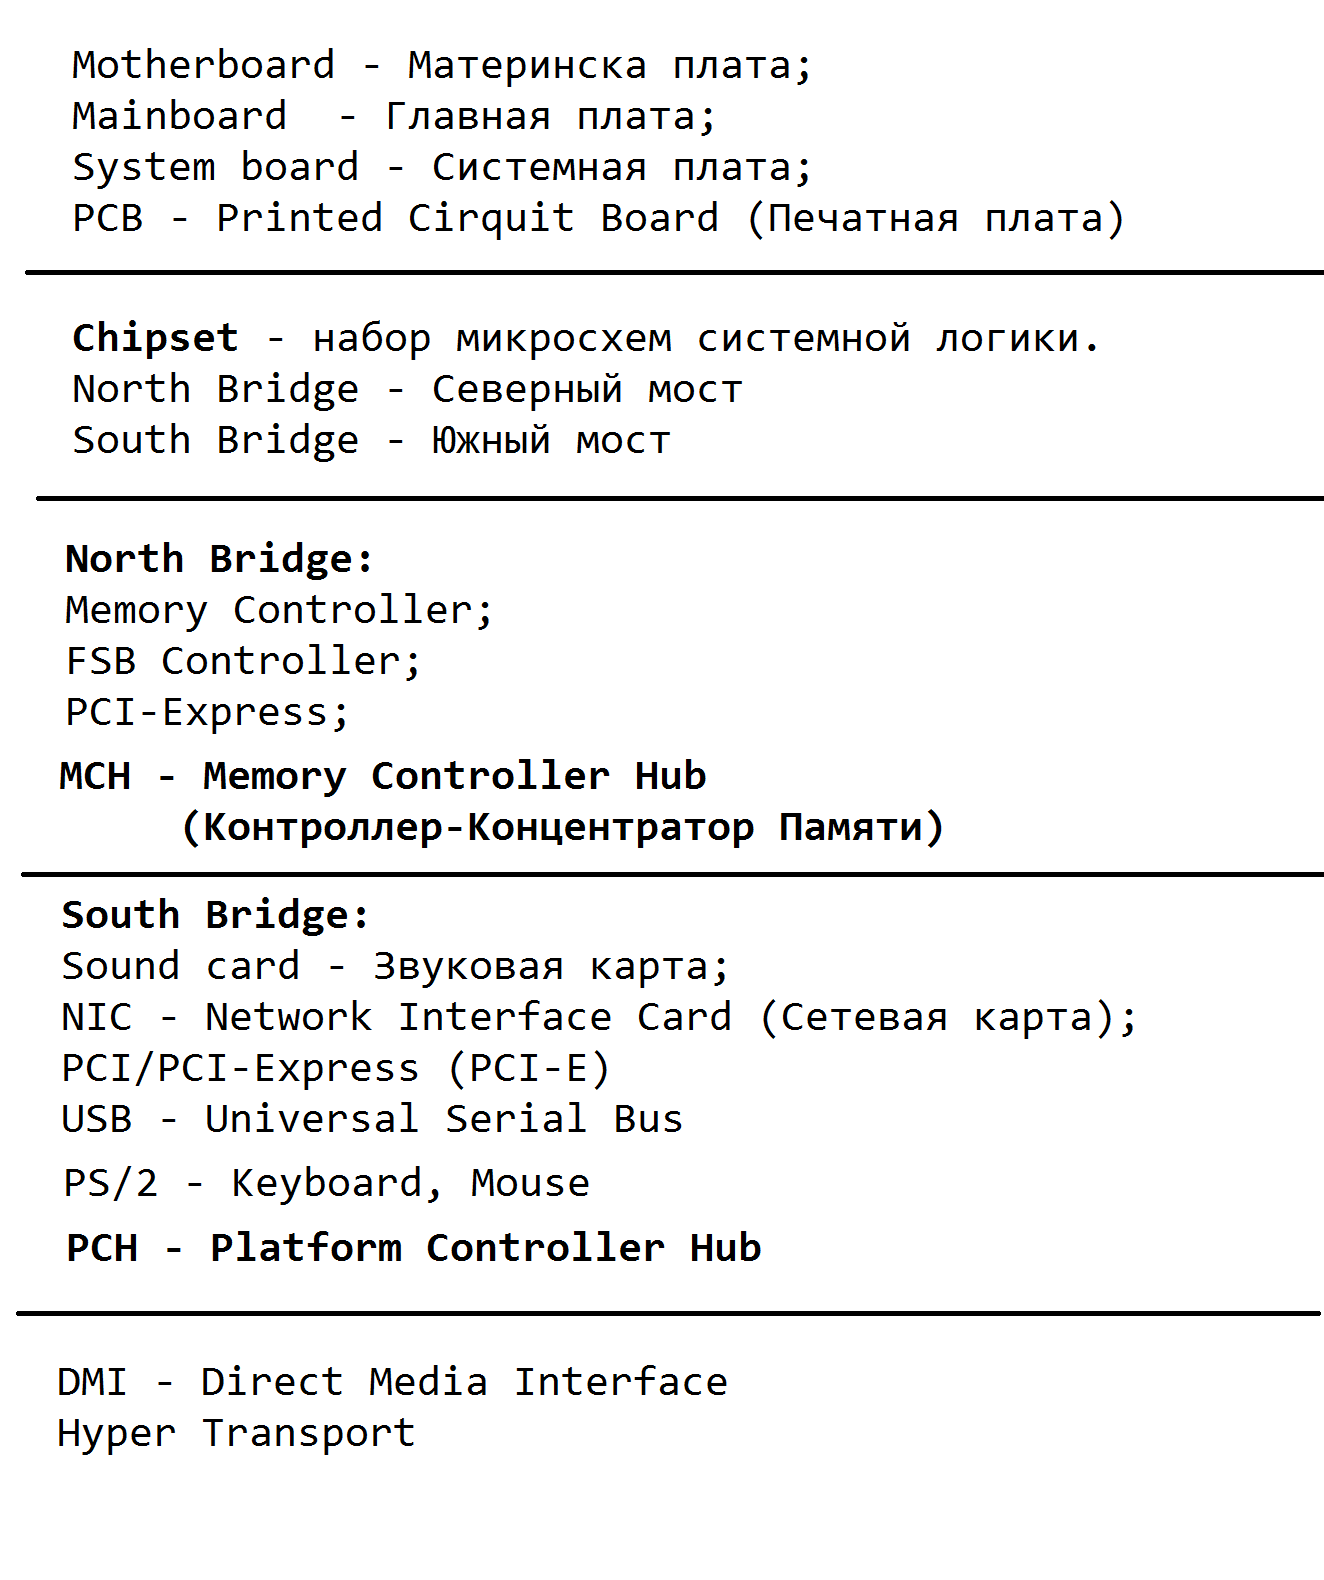 Motherboard - Материнска плата;
Mainboard  - Главная плата;
System board - Системная плата;
PCB - Printed Cirquit Board (Печатная плата)
Chipset - набор микросхем системной логики.
North Bridge - Северный мост
South Bridge - Южный мост
North Bridge:
Memory Controller;
FSB Controller;
PCI-Express;
MCH - Memory Controller Hub
(Контроллер-Концентратор Памяти)
South Bridge:
Sound card - Звуковая карта;
NIC - Network Interface Card (Сетевая карта);
PCI/PCI-Express (PCI-E)
USB - Universal Serial Bus
PS/2 - Keyboard, Mouse
PCH - Platform Controller Hub
DMI - Direct Media Interface
Hyper Transport